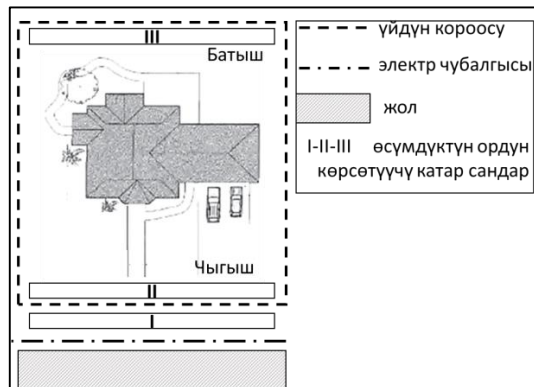 III
Батыш
Чыгыш
II
I
үйдүн короосу
электр чубалгысы
жол
I-II-III өсүмдүктүн ордун
көрсөтүүчү катар сандар